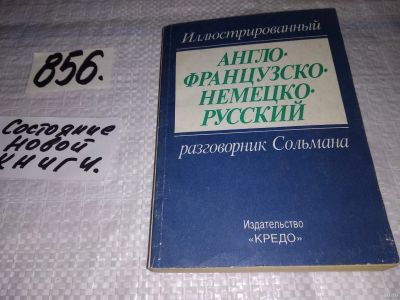 856.
Состояние
новой
книги.
Иллюстрированный
АНГЛО-
ФРАНЦУЗСКО-
НЕМЕЦКО-
РУССКИЙ
разговорник Сольмана
Издательство
«КРЕДО»